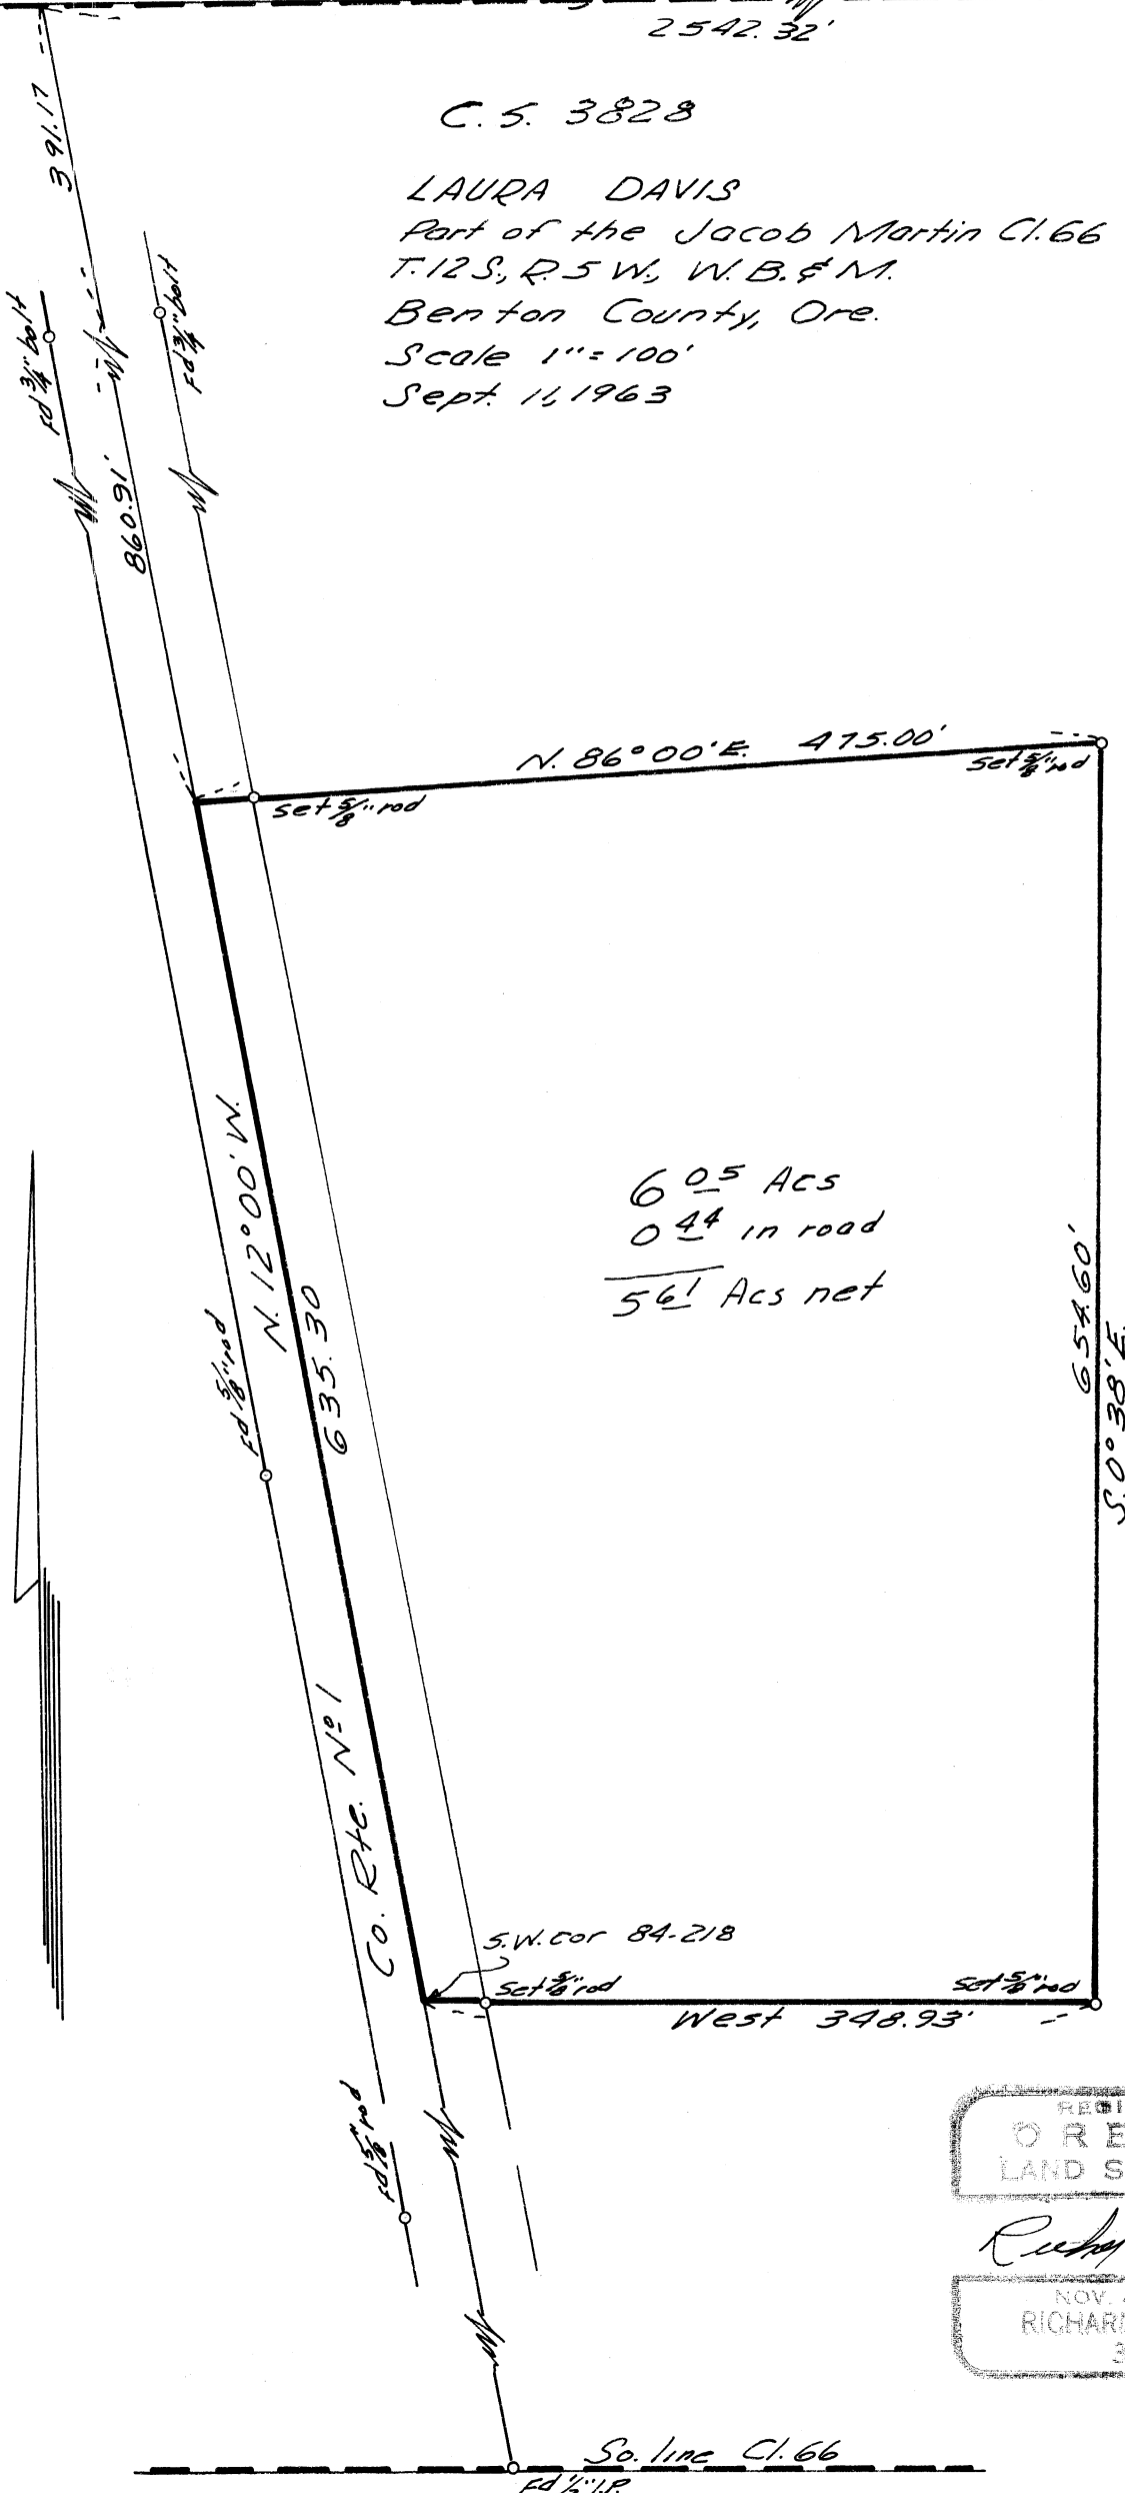 2542.32'
391.17
C.S. 3828
LAURA DAVIS
Part of the Jacob Martin Cl.66
T.12S., R.5W., W.B.&M.
Benton County, Ore.
Scale 1"=100'
Sept. 11, 1963
Fd 3/4" bolt
Fd 3/4" bolt
860.91'
N. 86°00'E. 475.00'
set 5/8" rod
set 5/8" rod
N. 12°00' W.
635.30
6 05 Acs
0 44 in road
5 61 Acs net
654.60'
S. 0°38'E.
Fd 5/8" rod
Co. Rte. Nº 1
S.W. cor 84-218
set 5/8" rod
set 5/8" rod
West 348.93'
Fd 5/8" rod
REGI
ORE
LAND S
NOV.
RICHAR
So. line Cl. 66
Fd 1/2" I.P.